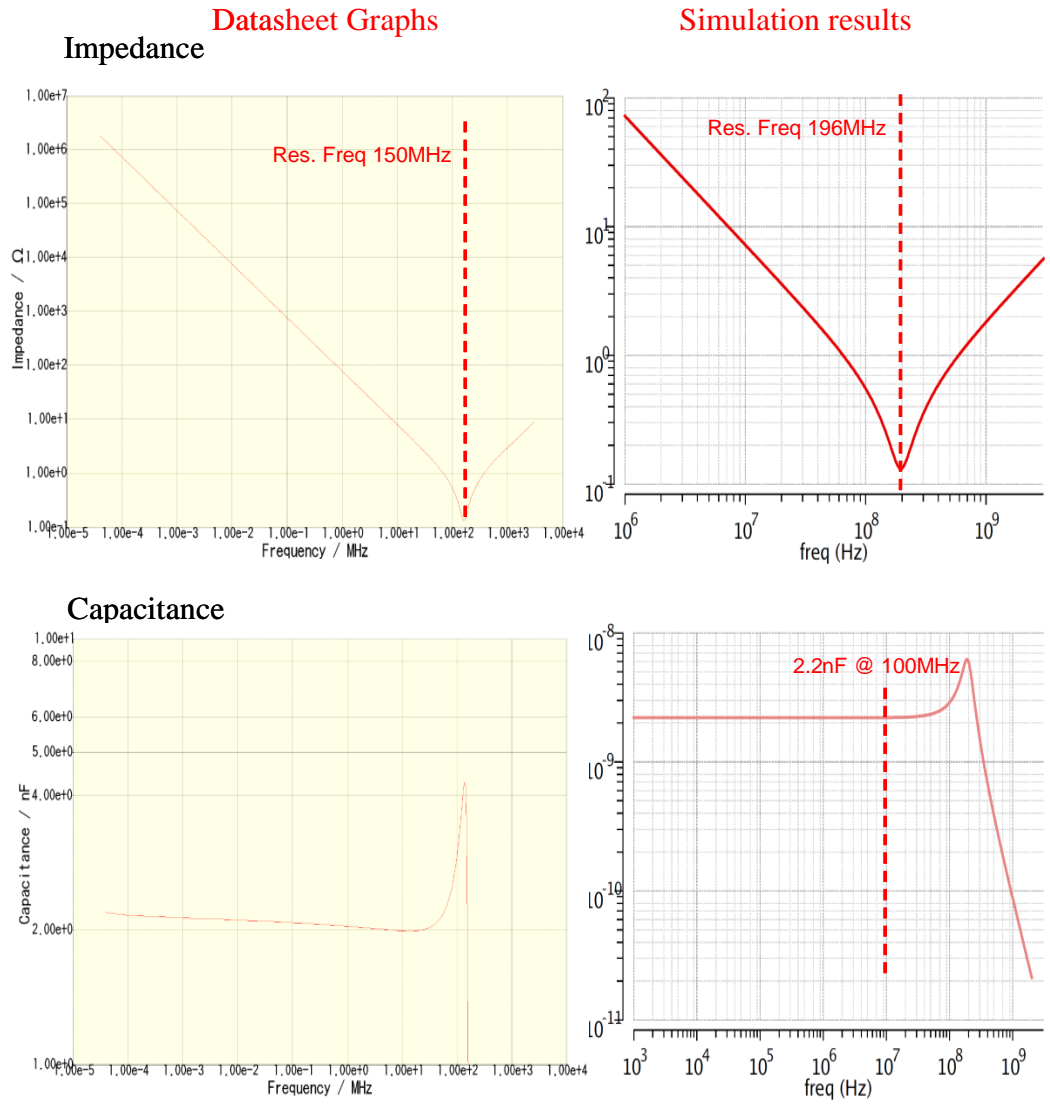 Datasheet Graphs
Simulation results
Impedance
1.00e+7
1.00e+6
1.00e+5
1.00e+4
1.00e+3
1.00e+2
1.00e+1
1.00e+0
1.00e-1
Impedance / Ω
Res. Freq 150MHz
1.00e-5 1.00e-4 1.00e-3 1.00e-2 1.00e-1 1.00e+0 1.00e+1 1.00e+2 1.00e+3 1.00e+4
Frequency / MHz
10^2
10^1
10^0
10^-1
Res. Freq 196MHz
10^6 10^7 10^8 10^9
freq (Hz)
Capacitance
1.00e+1
8.00e+0
6.00e+0
5.00e+0
4.00e+0
2.00e+0
1.00e+0
Capacitance / nF
1.00e-5 1.00e-4 1.00e-3 1.00e-2 1.00e-1 1.00e+0 1.00e+1 1.00e+2 1.00e+3 1.00e+4
Frequency / MHz
10^-8
10^-9
10^-10
10^-11
2.2nF @ 100MHz
10^3 10^4 10^5 10^6 10^7 10^8 10^9
freq (Hz)